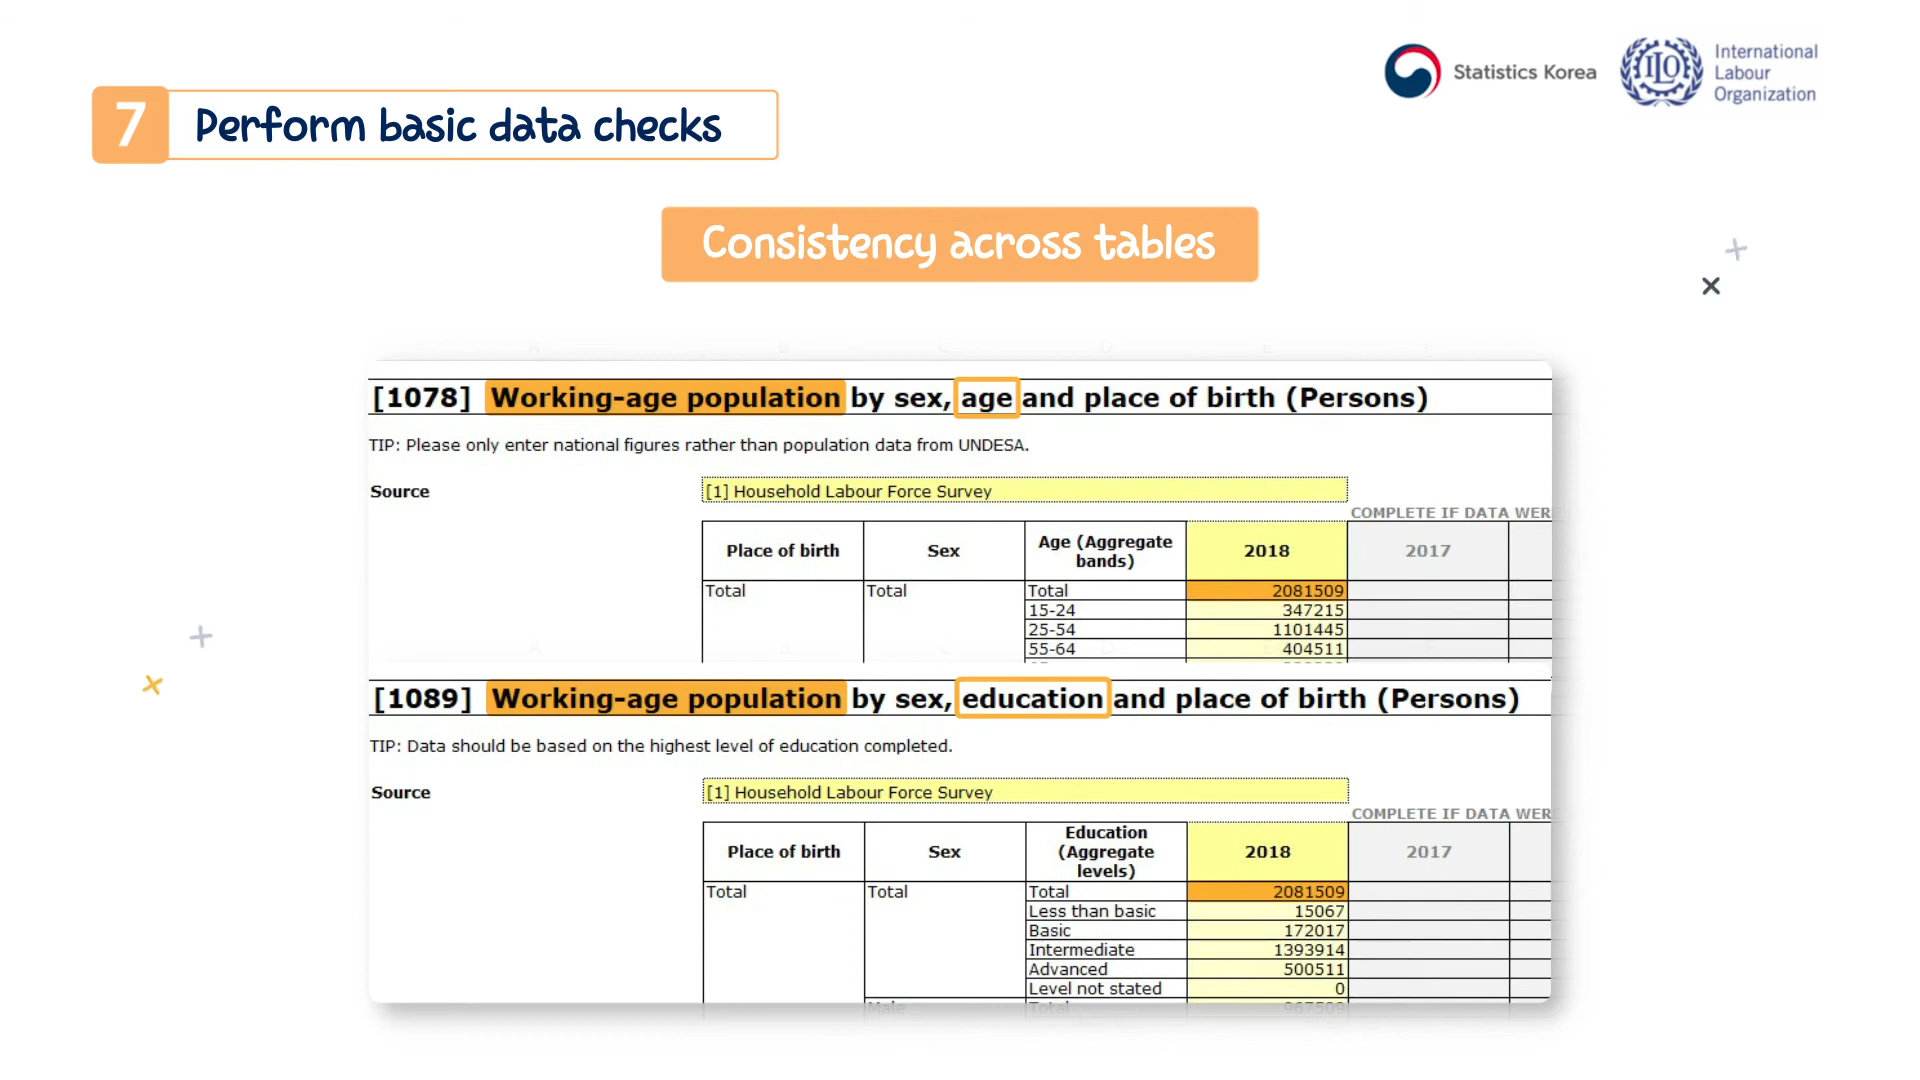 Statistics Korea
International
Labour
Organization
ILO
7 Perform basic data checks
Consistency across tables
[1078] Working-age population by sex, age and place of birth (Persons)
TIP: Please only enter national figures rather than population data from UNDESA.
Source [1] Household Labour Force Survey
COMPLETE IF DATA WER
Place of birth Sex Age (Aggregate bands) 2018 2017
Total Total Total 2081509
15-24 347215
25-54 1101445
55-64 404511
[1089] Working-age population by sex, education and place of birth (Persons)
TIP: Data should be based on the highest level of education completed.
Source [1] Household Labour Force Survey
COMPLETE IF DATA WER
Place of birth Sex Education (Aggregate levels) 2018 2017
Total Total Total 2081509
Less than basic 15067
Basic 172017
Intermediate 1393914
Advanced 500511
Level not stated 0
Male Total